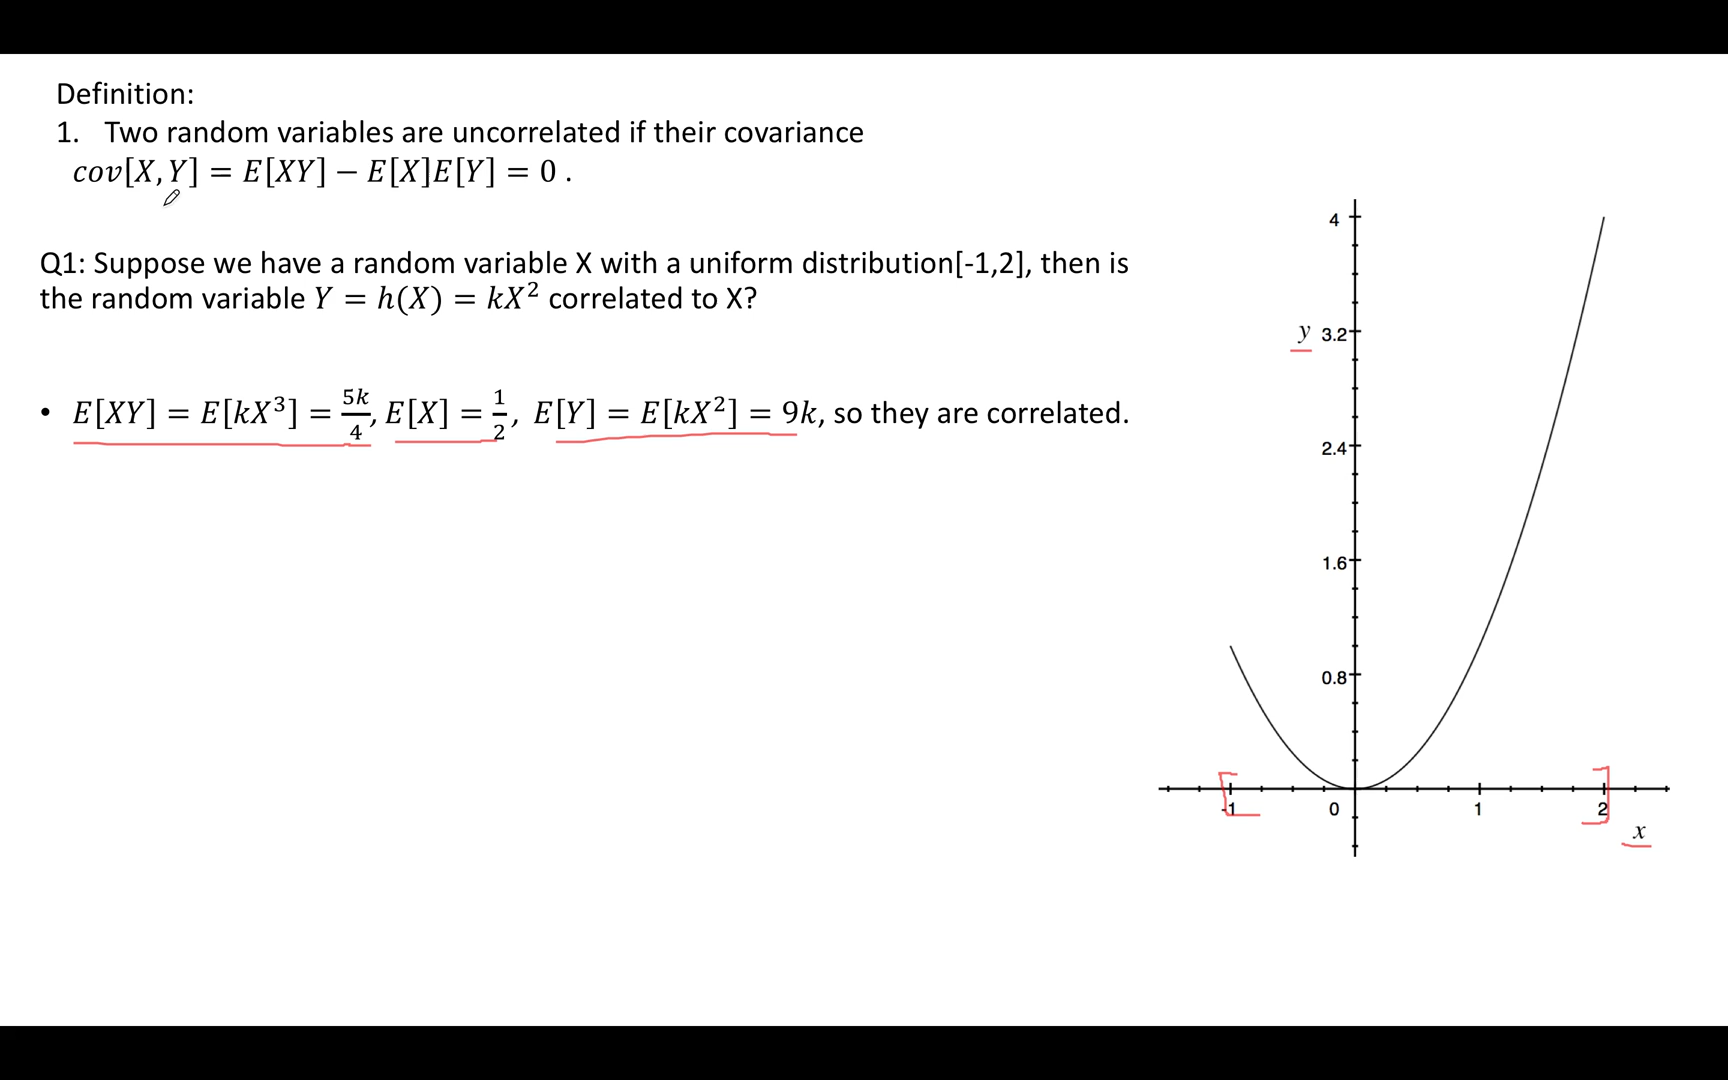 Definition:
1. Two random variables are uncorrelated if their covariance
cov[X,Y] = E[XY] − E[X]E[Y] = 0 .
Q1: Suppose we have a random variable X with a uniform distribution[-1,2], then is
the random variable Y = h(X) = kX² correlated to X?
• E[XY] = E[kX³] = 5k/4, E[X] = 1/2, E[Y] = E[kX²] = 9k, so they are correlated.
4
y 3.2
2.4
1.6
0.8
-1 0 1 2
x